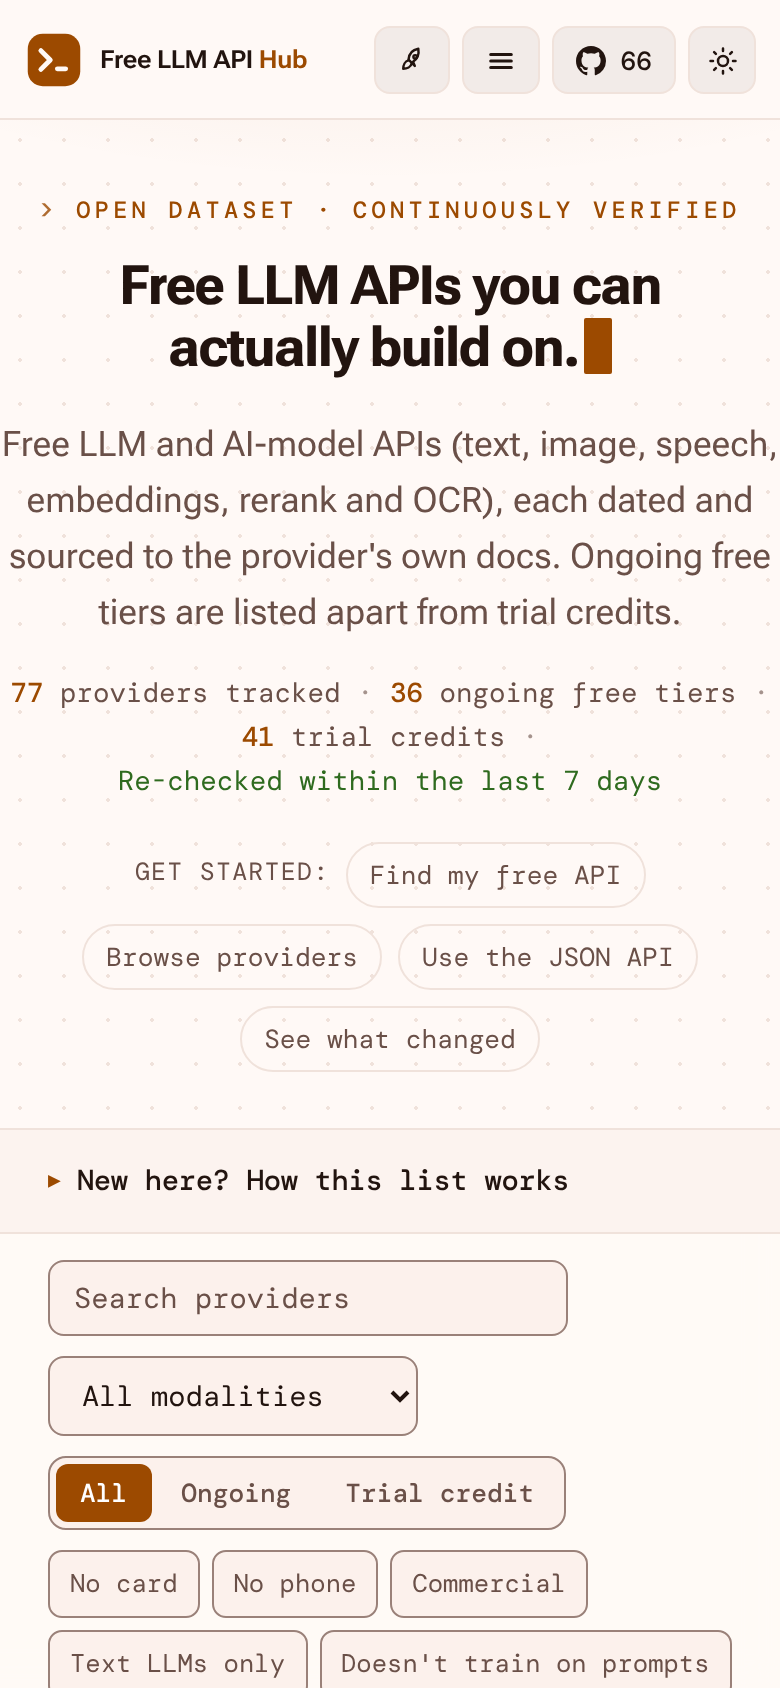 Free LLM API Hub
66
› OPEN DATASET · CONTINUOUSLY VERIFIED
Free LLM APIs you can
actually build on.
Free LLM and AI-model APIs (text, image, speech,
embeddings, rerank and OCR), each dated and
sourced to the provider's own docs. Ongoing free
tiers are listed apart from trial credits.
77 providers tracked · 36 ongoing free tiers ·
41 trial credits ·
Re-checked within the last 7 days
GET STARTED: Find my free API
Browse providers Use the JSON API
See what changed
▸ New here? How this list works
Search providers
All modalities
All Ongoing Trial credit
No card No phone Commercial
Text LLMs only Doesn't train on prompts